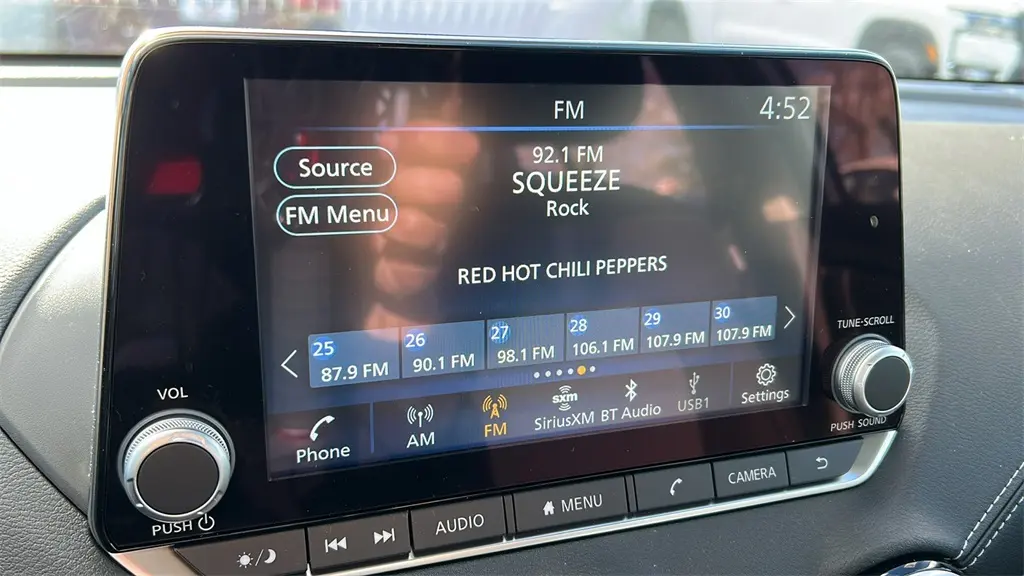 FM
4:52
Source
FM Menu
92.1 FM
SQUEEZE
Rock
RED HOT CHILI PEPPERS
25
87.9 FM
26
90.1 FM
27
98.1 FM
28
106.1 FM
29
107.9 FM
30
107.9 FM
Phone
AM
FM
sxm
SiriusXM
BT Audio
USB1
Settings
VOL
PUSH
TUNE-SCROLL
PUSH SOUND
AUDIO
MENU
CAMERA